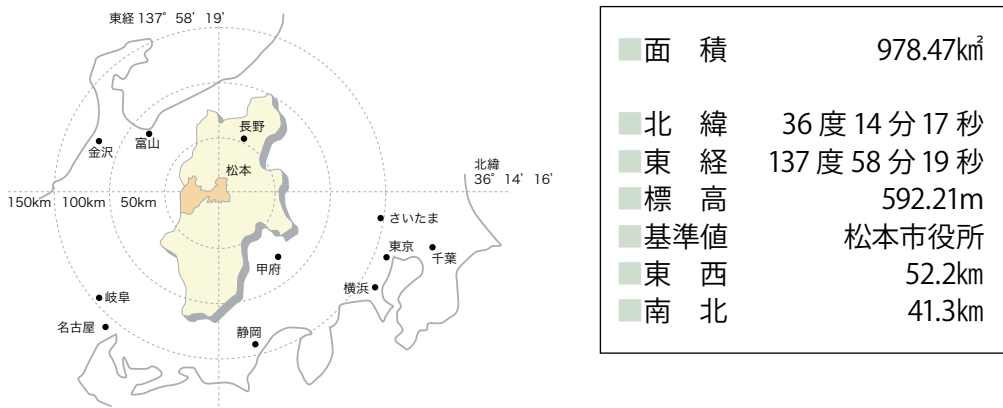 東経 137° 58' 19'
長野
富山
金沢
松本
北緯
36° 14' 16'
150km 100km 50km
さいたま
東京
千葉
甲府
横浜
岐阜
名古屋
静岡
面 積 978.47㎢
北 緯 36 度 14 分 17 秒
東 経 137 度 58 分 19 秒
標 高 592.21m
基準値 松本市役所
東 西 52.2㎞
南 北 41.3㎞